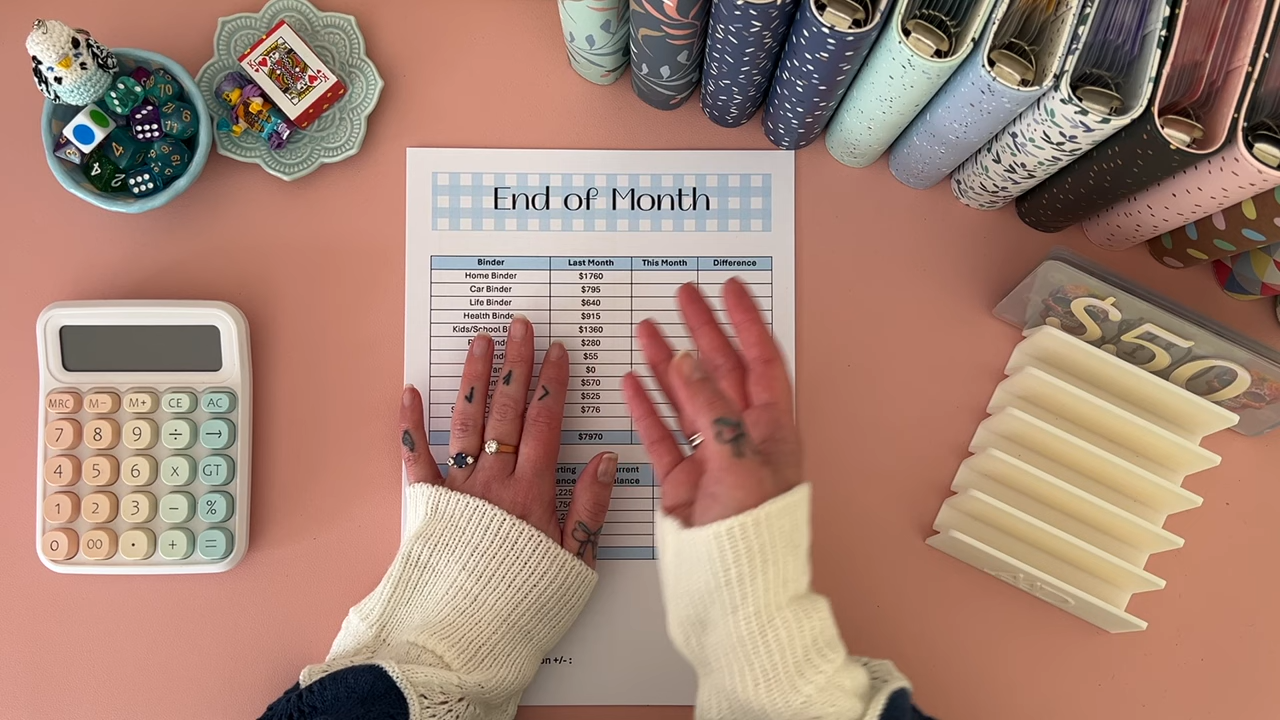 End of Month
Binder Last Month This Month Difference
Home Binder $1760
Car Binder $795
Life Binder $640
Health Binder $915
Kids/School $1360
$280
$55
$0
$570
$525
$776
$7970
$50
MRC M- M+ CE AC
7 8 9 ÷ →
4 5 6 X GT
1 2 3 − %
0 00 · + =
+/- :
K